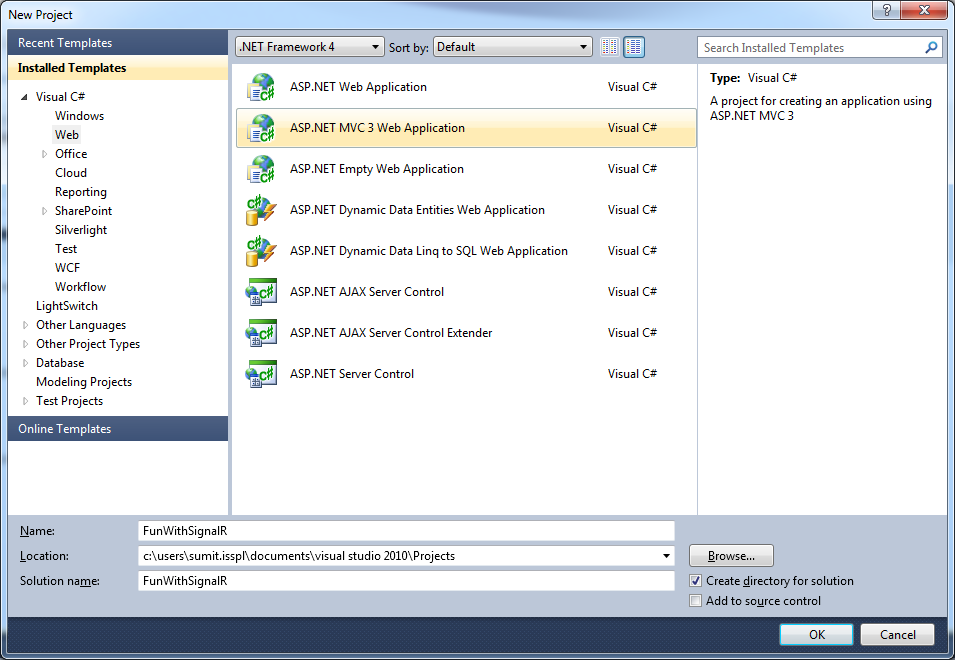 New Project
?
Recent Templates
Installed Templates
Visual C#
Windows
Web
Office
Cloud
Reporting
SharePoint
Silverlight
Test
WCF
Workflow
LightSwitch
Other Languages
Other Project Types
Database
Modeling Projects
Test Projects
Online Templates
.NET Framework 4 Sort by: Default
Search Installed Templates
ASP.NET Web Application Visual C#
ASP.NET MVC 3 Web Application Visual C#
ASP.NET Empty Web Application Visual C#
ASP.NET Dynamic Data Entities Web Application Visual C#
ASP.NET Dynamic Data Linq to SQL Web Application Visual C#
ASP.NET AJAX Server Control Visual C#
ASP.NET AJAX Server Control Extender Visual C#
ASP.NET Server Control Visual C#
Type: Visual C#
A project for creating an application using
ASP.NET MVC 3
Name: FunWithSignalR
Location: c:\users\sumit.isspl\documents\visual studio 2010\Projects Browse...
Solution name: FunWithSignalR Create directory for solution
Add to source control
OK Cancel